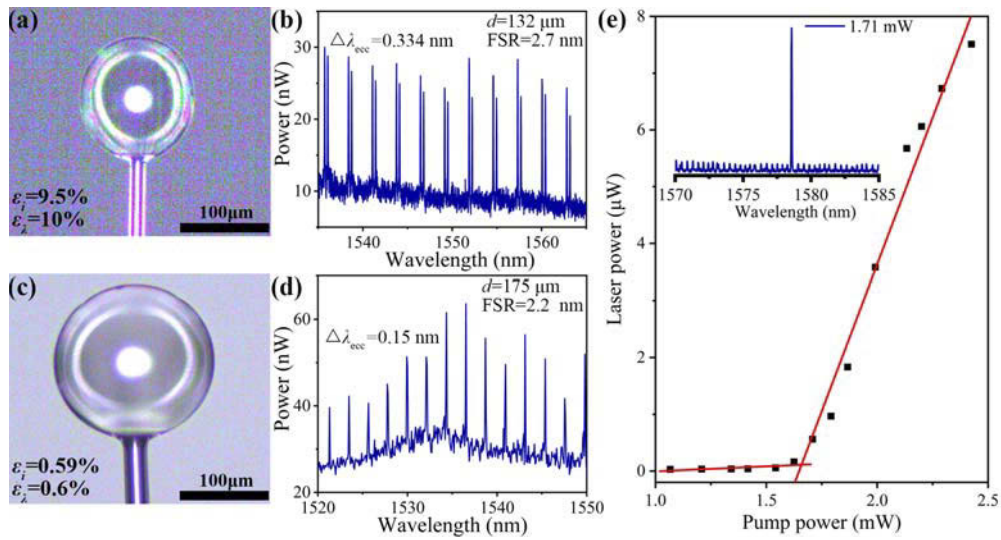 (a)
εi=9.5%
ελ=10%
100μm
(b)
d=132 μm
△λecc=0.334 nm
FSR=2.7 nm
Power (nW)
30
20
10
1540
1550
1560
Wavelength (nm)
(c)
εi=0.59%
ελ=0.6%
100μm
(d)
d=175 μm
FSR=2.2 nm
△λecc=0.15 nm
Power (nW)
60
40
20
1520
1530
1540
1550
Wavelength (nm)
(e)
8
6
4
2
0
Laser power (μW)
1.71 mW
1570
1575
1580
1585
Wavelength (nm)
1.0
1.5
2.0
2.5
Pump power (mW)